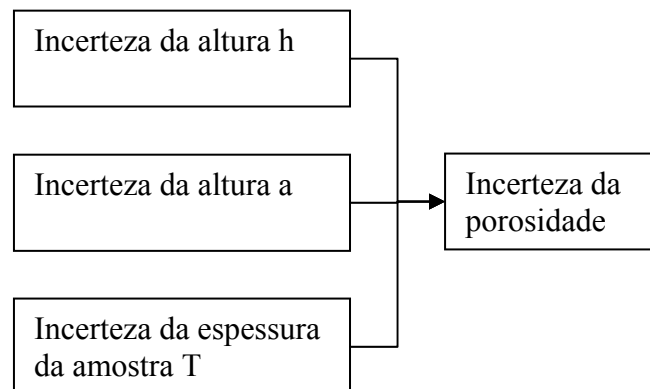 Incerteza da altura h
Incerteza da altura a
Incerteza da
porosidade
Incerteza da espessura
da amostra T